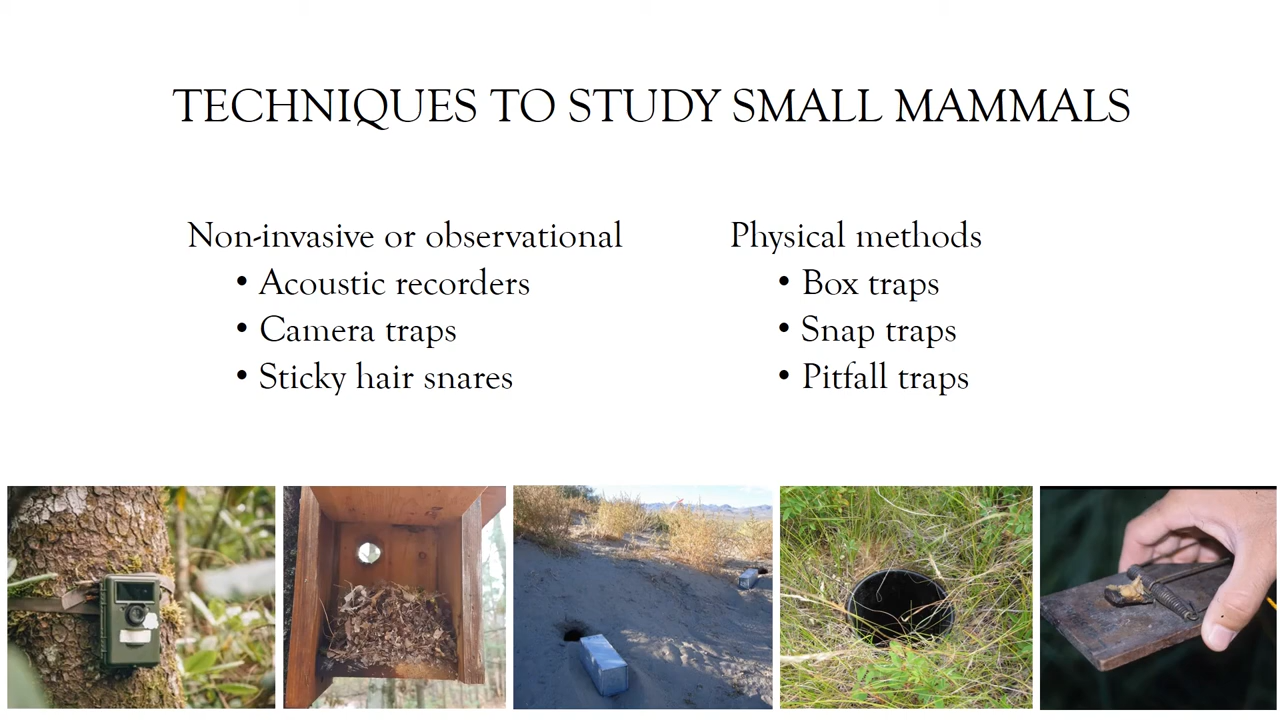 TECHNIQUES TO STUDY SMALL MAMMALS
Non-invasive or observational
• Acoustic recorders
• Camera traps
• Sticky hair snares
Physical methods
• Box traps
• Snap traps
• Pitfall traps